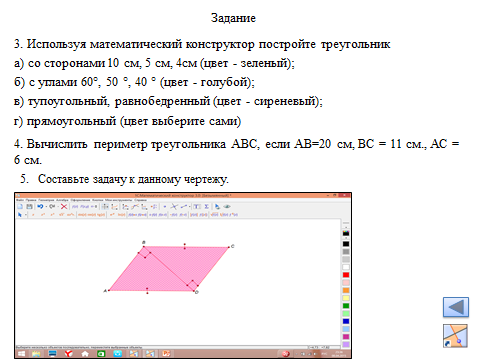 Задание
3. Используя математический конструктор постройте треугольник
а) со сторонами 10 см, 5 см, 4см (цвет - зеленый);
б) с углами 60°, 50 °, 40 ° (цвет - голубой);
в) тупоугольный, равнобедренный (цвет - сиреневый);
г) прямоугольный (цвет выберите сами)
4. Вычислить периметр треугольника АВС, если АВ=20 см, ВС = 11 см., АС =
6 см.
5. Составьте задачу к данному чертежу.
B
C
A
D